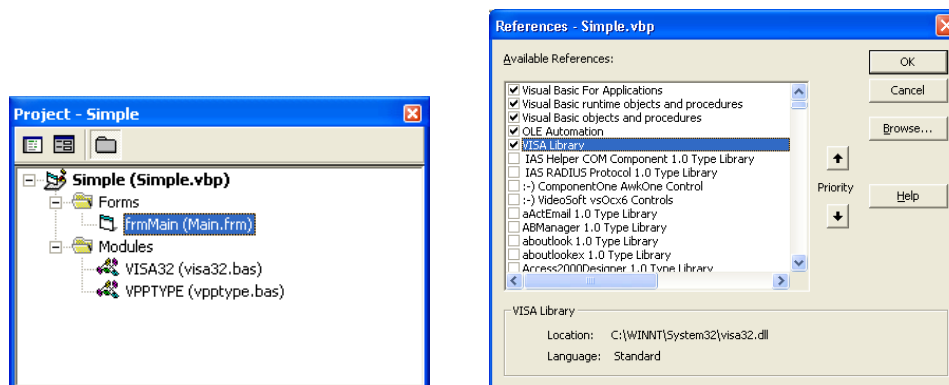 Project - Simple
Simple (Simple.vbp)
Forms
frmMain (Main.frm)
Modules
VISA32 (visa32.bas)
VPPTYPE (vpptype.bas)
References - Simple.vbp
Available References:
Visual Basic For Applications
Visual Basic runtime objects and procedures
Visual Basic objects and procedures
OLE Automation
VISA Library
IAS Helper COM Component 1.0 Type Library
IAS RADIUS Protocol 1.0 Type Library
:-) ComponentOne AwkOne Control
:-) VideoSoft vsOcx6 Controls
aActEmail 1.0 Type Library
ABManager 1.0 Type Library
aboutlook 1.0 Type Library
aboutlookex 1.0 Type Library
Access2000Designer 1.0 Type Library
OK
Cancel
Browse...
Priority
Help
VISA Library
Location: C:\WINNT\System32\visa32.dll
Language: Standard